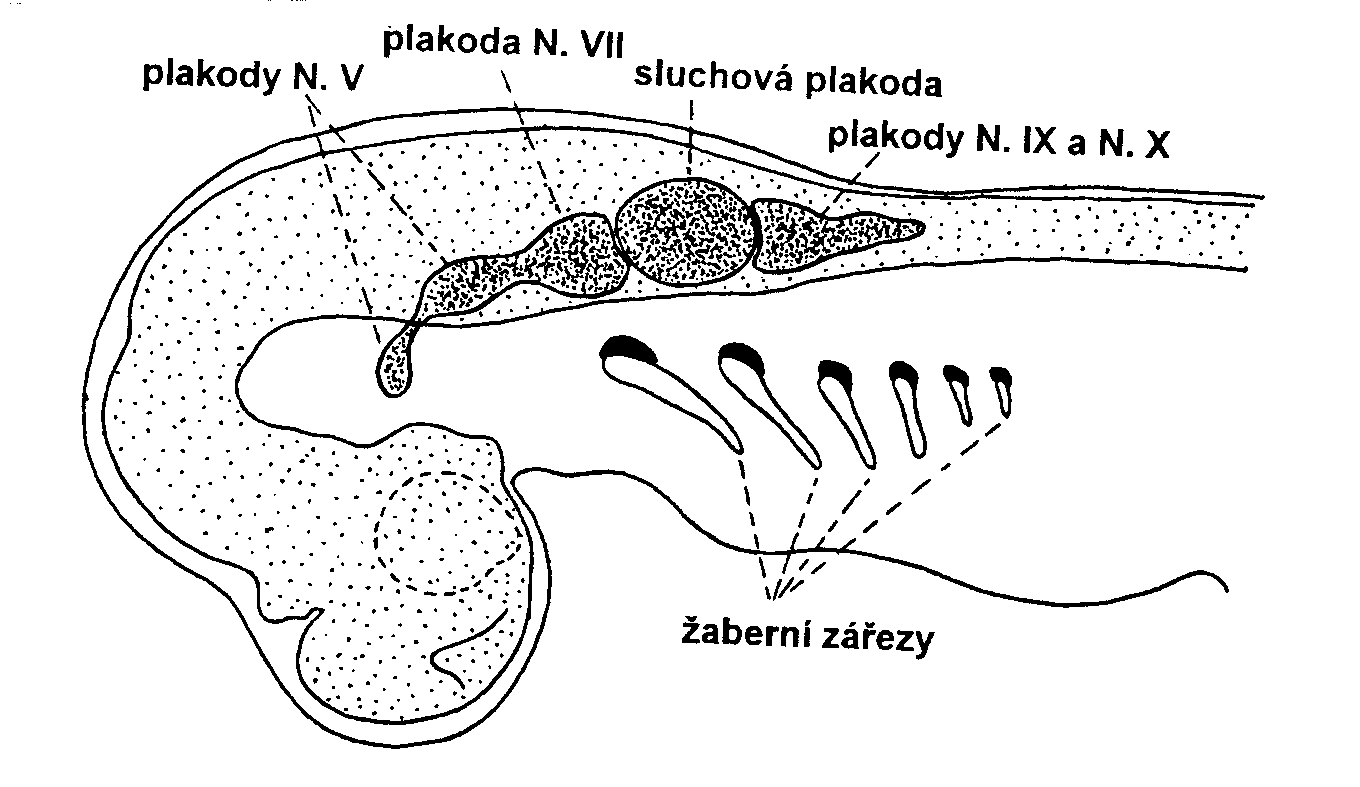 plakoda N. VII
plakody N. V
sluchová plakoda
plakody N. IX a N. X
žaberní zářezy